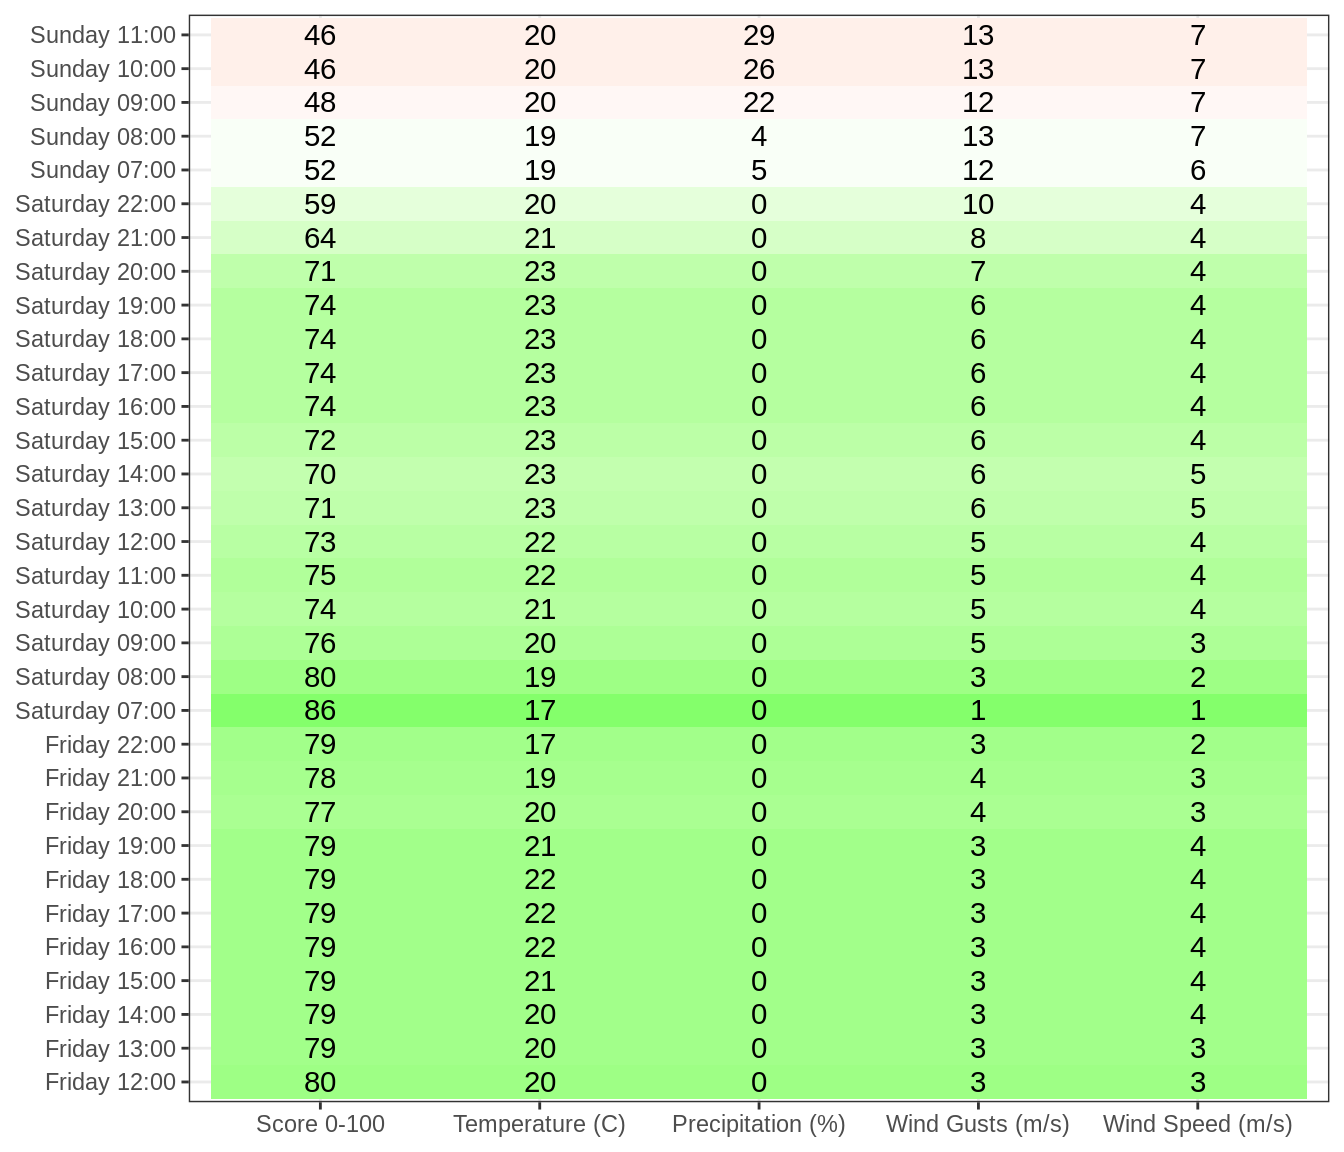 Sunday 11:00 46 20 29 13 7
Sunday 10:00 46 20 26 13 7
Sunday 09:00 48 20 22 12 7
Sunday 08:00 52 19 4 13 7
Sunday 07:00 52 19 5 12 6
Saturday 22:00 59 20 0 10 4
Saturday 21:00 64 21 0 8 4
Saturday 20:00 71 23 0 7 4
Saturday 19:00 74 23 0 6 4
Saturday 18:00 74 23 0 6 4
Saturday 17:00 74 23 0 6 4
Saturday 16:00 74 23 0 6 4
Saturday 15:00 72 23 0 6 4
Saturday 14:00 70 23 0 6 5
Saturday 13:00 71 23 0 6 5
Saturday 12:00 73 22 0 5 4
Saturday 11:00 75 22 0 5 4
Saturday 10:00 74 21 0 5 4
Saturday 09:00 76 20 0 5 3
Saturday 08:00 80 19 0 3 2
Saturday 07:00 86 17 0 1 1
Friday 22:00 79 17 0 3 2
Friday 21:00 78 19 0 4 3
Friday 20:00 77 20 0 4 3
Friday 19:00 79 21 0 3 4
Friday 18:00 79 22 0 3 4
Friday 17:00 79 22 0 3 4
Friday 16:00 79 22 0 3 4
Friday 15:00 79 21 0 3 4
Friday 14:00 79 20 0 3 4
Friday 13:00 79 20 0 3 3
Friday 12:00 80 20 0 3 3
Score 0-100 Temperature (C) Precipitation (%) Wind Gusts (m/s) Wind Speed (m/s)